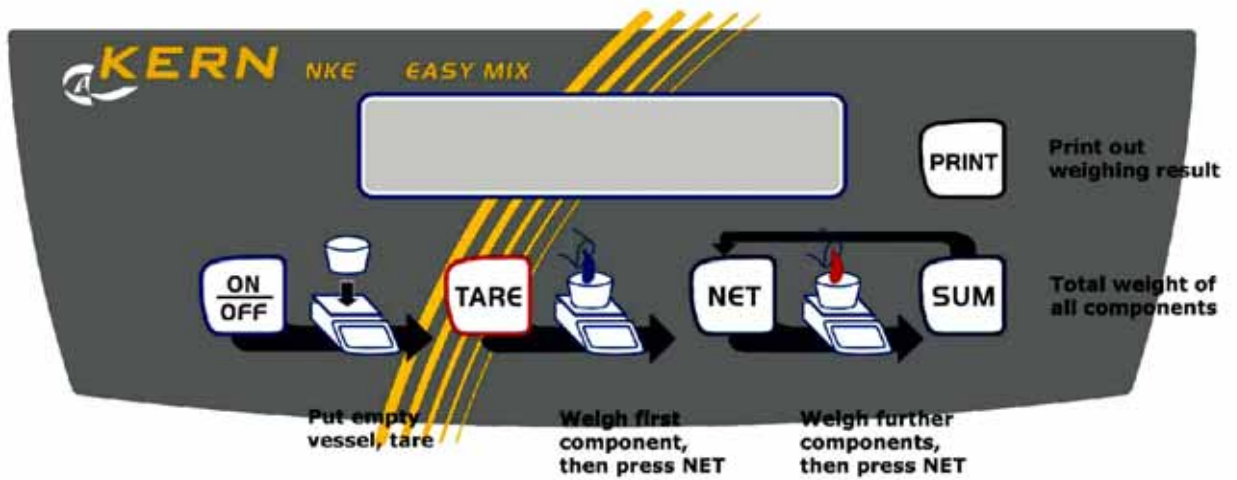 KERN NKE EASY MIX
PRINT
Print out
weighing result
ON
OFF
TARE
NET
SUM
Total weight of
all components
Put empty
vessel, tare
Weigh first
component,
then press NET
Weigh further
components,
then press NET